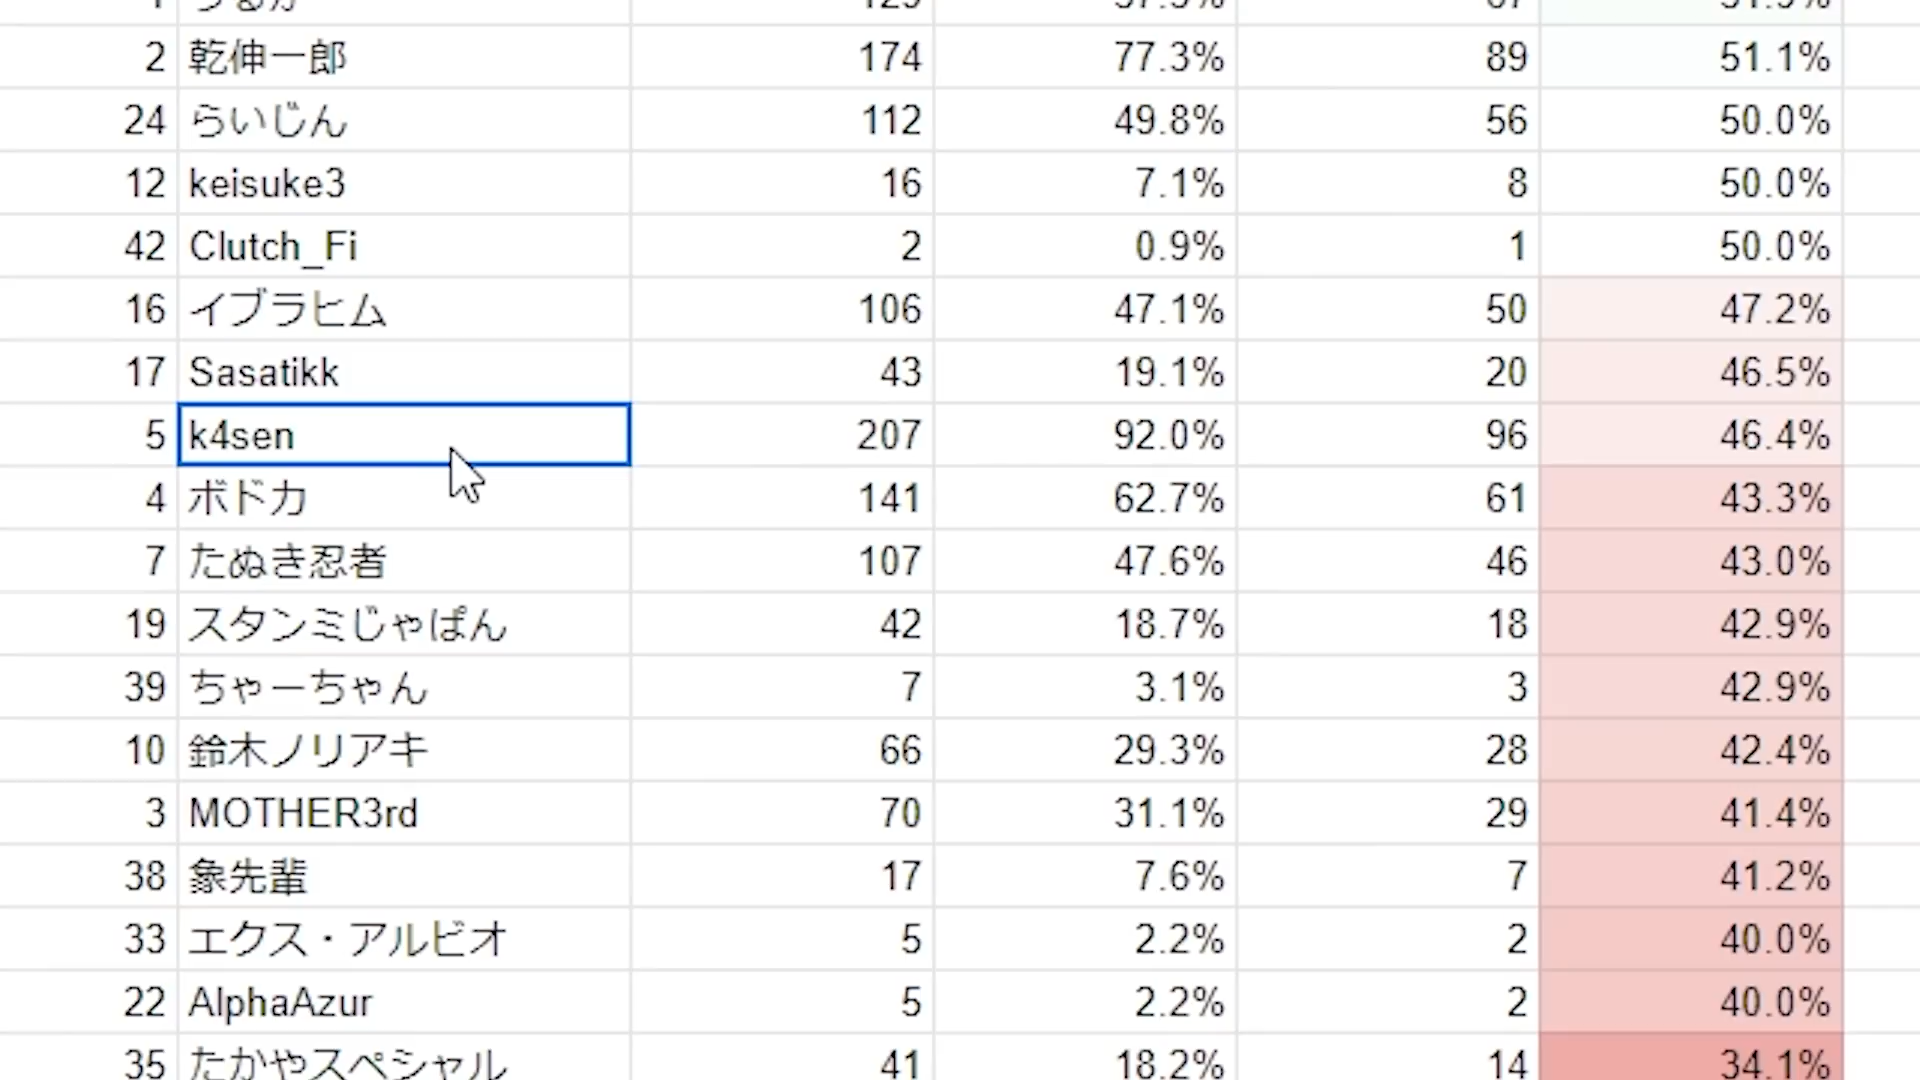 2 乾伸一郎 174 77.3% 89 51.1%
24 らいじん 112 49.8% 56 50.0%
12 keisuke3 16 7.1% 8 50.0%
42 Clutch_Fi 2 0.9% 1 50.0%
16 イブラヒム 106 47.1% 50 47.2%
17 Sasatikk 43 19.1% 20 46.5%
5 k4sen 207 92.0% 96 46.4%
4 ボドカ 141 62.7% 61 43.3%
7 たぬき忍者 107 47.6% 46 43.0%
19 スタンミじゃぱん 42 18.7% 18 42.9%
39 ちゃーちゃん 7 3.1% 3 42.9%
10 鈴木ノリアキ 66 29.3% 28 42.4%
3 MOTHER3rd 70 31.1% 29 41.4%
38 象先輩 17 7.6% 7 41.2%
33 エクス・アルビオ 5 2.2% 2 40.0%
22 AlphaAzur 5 2.2% 2 40.0%
35 たかやスペシャル 41 18.2% 14 34.1%